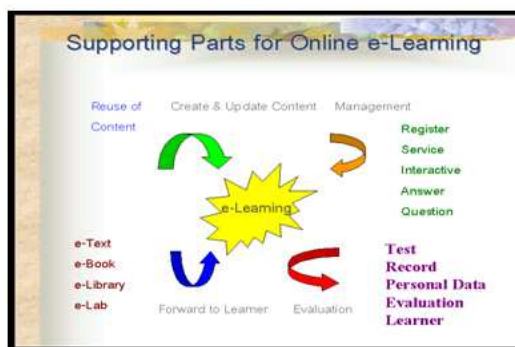 Supporting Parts for Online e-Learning
Reuse of Content
Create & Update Content
Management
Register
Service
Interactive
Answer
Question
e-Learning
e-Text
e-Book
e-Library
e-Lab
Forward to Learner
Evaluation
Test
Record
Personal Data
Evaluation
Learner